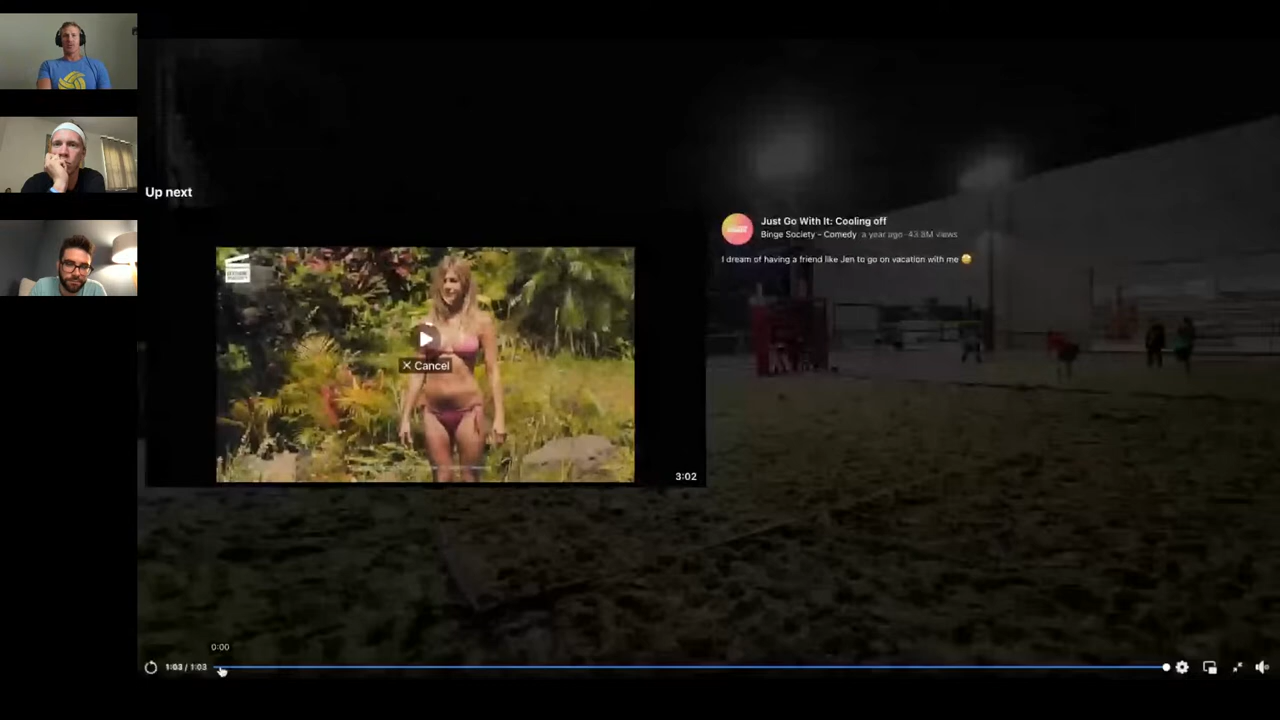 Up next
Just Go With It: Cooling off
Binge Society - Comedy · a year ago · 43.8M views
I dream of having a friend like Jen to go on vacation with me
Cancel
3:02
0:00
1:03 / 1:03